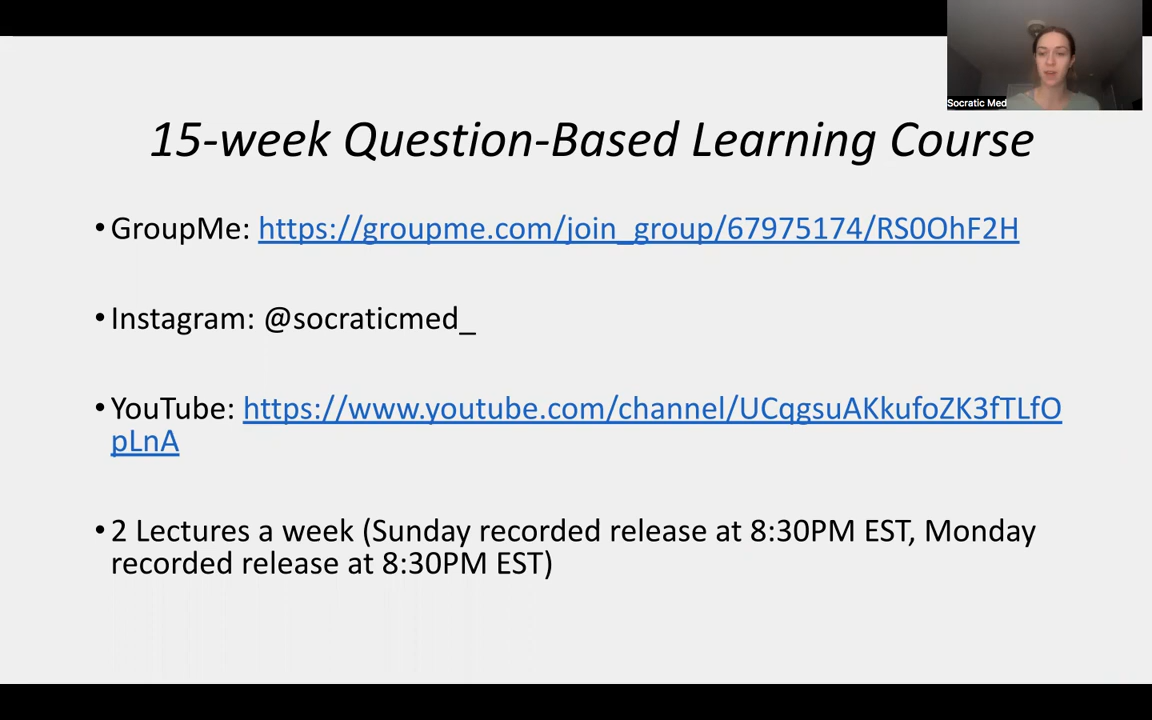 Socratic Med
15-week Question-Based Learning Course
• GroupMe: https://groupme.com/join_group/67975174/RS0OhF2H
• Instagram: @socraticmed_
• YouTube: https://www.youtube.com/channel/UCqgsuAKkufoZK3fTLfO
pLnA
• 2 Lectures a week (Sunday recorded release at 8:30PM EST, Monday
recorded release at 8:30PM EST)